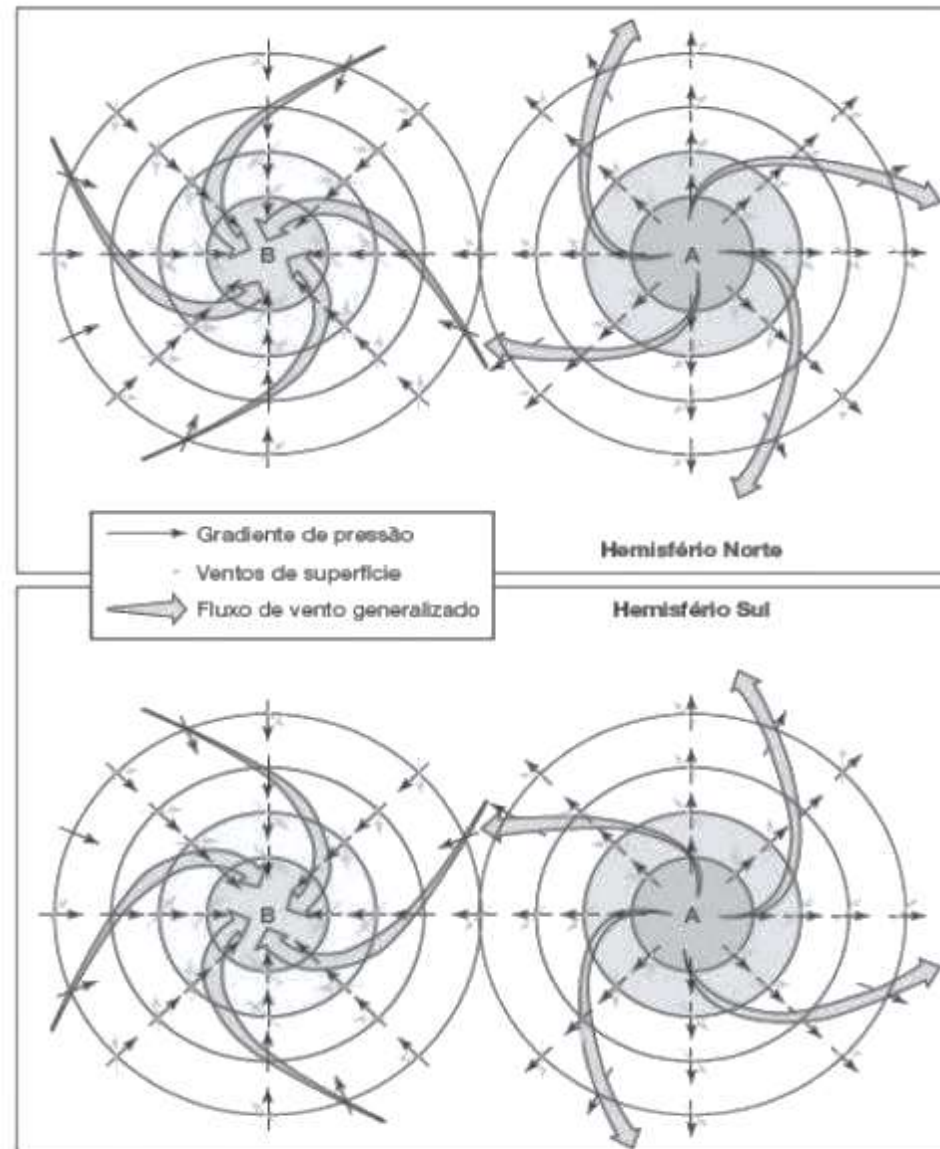 B
A
Gradiente de pressão
Ventos de superfície
Fluxo de vento generalizado
Hemisfério Norte
Hemisfério Sul
B
A